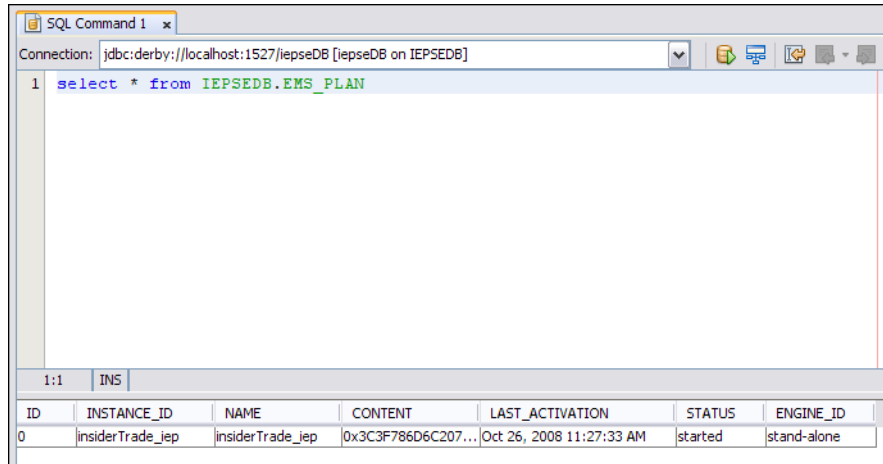 SQL Command 1 x
Connection: jdbc:derby://localhost:1527/iepseDB [iepseDB on IEPSEDB]
1 select * from IEPSEDB.EMS_PLAN
1:1 INS
ID INSTANCE_ID NAME CONTENT LAST_ACTIVATION STATUS ENGINE_ID
0 insiderTrade_iep insiderTrade_iep 0x3C3F786D6C207... Oct 26, 2008 11:27:33 AM started stand-alone